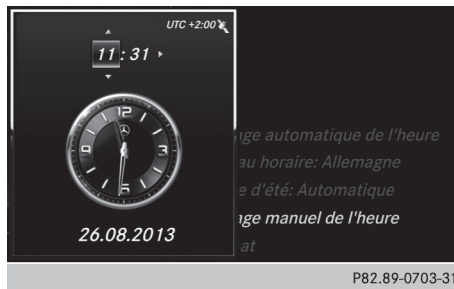 UTC +2:00
11:31
nge automatique de l'heure
au horaire: Allemagne
e d'été: Automatique
nge manuel de l'heure
at
12
3
6
9
26.08.2013
P82.89-0703-31